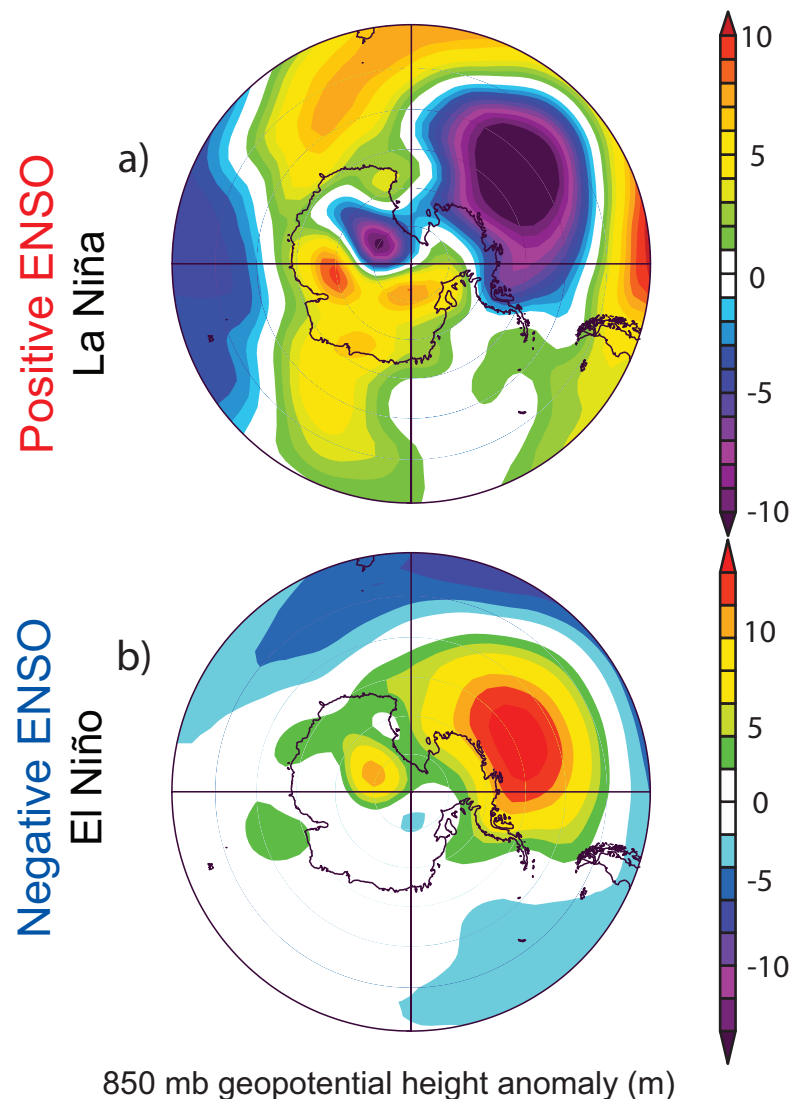 Positive ENSO
La Niña
a)
10
5
0
-5
-10
Negative ENSO
El Niño
b)
10
5
0
-5
-10
850 mb geopotential height anomaly (m)